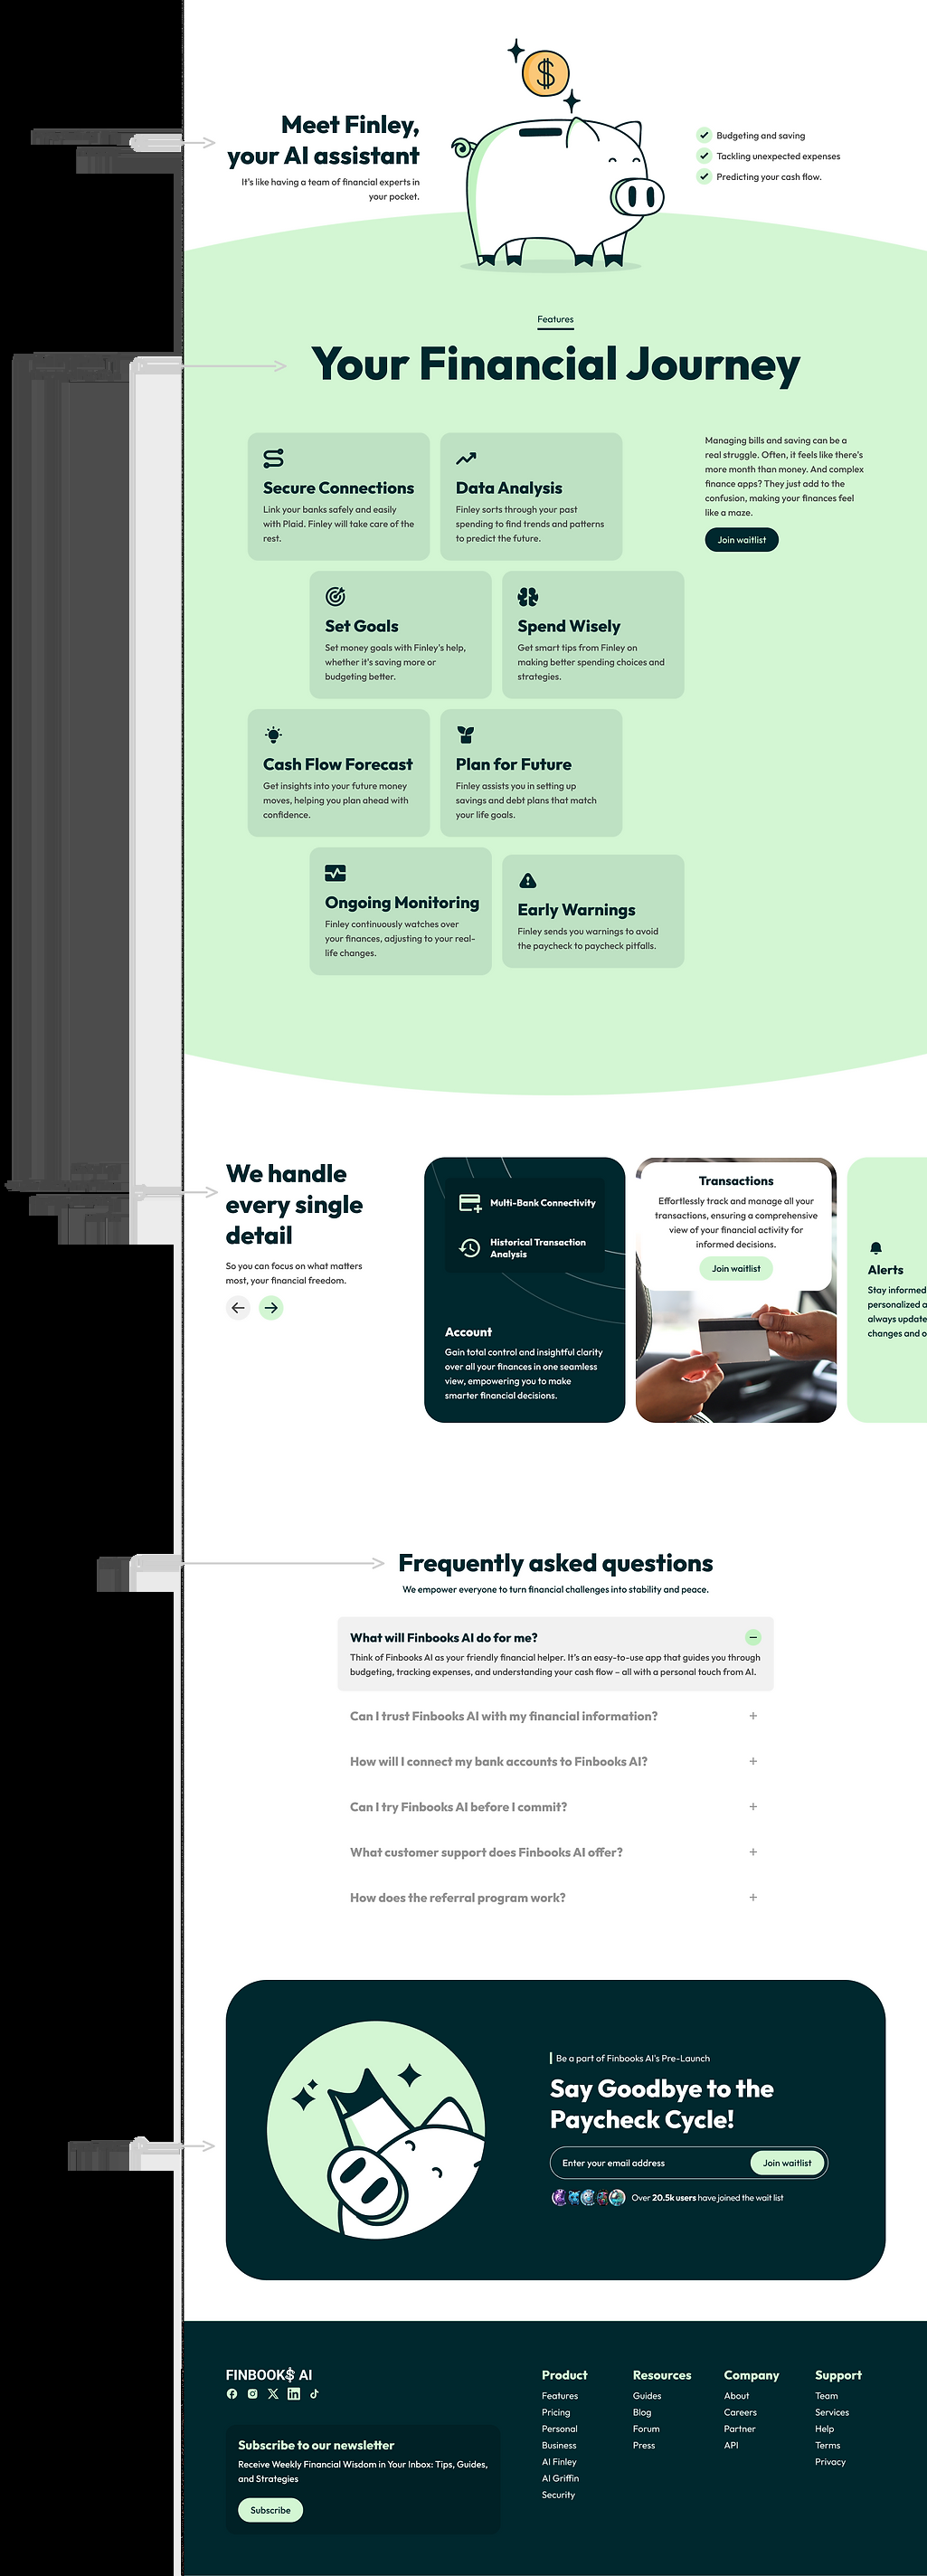 Meet Finley,
your AI assistant
It's like having a team of financial experts in
your pocket.
Budgeting and saving
Tackling unexpected expenses
Predicting your cash flow.
Features
Your Financial Journey
Secure Connections
Link your banks safely and easily
with Plaid. Finley will take care of the
rest.
Data Analysis
Finley sorts through your past
spending to find trends and patterns
to predict the future.
Managing bills and saving can be a
real struggle. Often, it feels like there's
more month than money. And complex
finance apps? They just add to the
confusion, making your finances feel
like a maze.
Join waitlist
Set Goals
Set money goals with Finley's help,
whether it's saving more or
budgeting better.
Spend Wisely
Get smart tips from Finley on
making better spending choices and
strategies.
Cash Flow Forecast
Get insights into your future money
moves, helping you plan ahead with
confidence.
Plan for Future
Finley assists you in setting up
savings and debt plans that match
your life goals.
Ongoing Monitoring
Finley continuously watches over
your finances, adjusting to your real-
life changes.
Early Warnings
Finley sends you warnings to avoid
the paycheck to paycheck pitfalls.
We handle
every single
detail
So you can focus on what matters
most, your financial freedom.
Multi-Bank Connectivity
Historical Transaction
Analysis
Account
Gain total control and insightful clarity
over all your finances in one seamless
view, empowering you to make
smarter financial decisions.
Transactions
Effortlessly track and manage all your
transactions, ensuring a comprehensive
view of your financial activity for
informed decisions.
Join waitlist
Alerts
Stay informed
personalized a
always update
changes and o
Frequently asked questions
We empower everyone to turn financial challenges into stability and peace.
What will Finbooks AI do for me?
Think of Finbooks AI as your friendly financial helper. It's an easy-to-use app that guides you through
budgeting, tracking expenses, and understanding your cash flow – all with a personal touch from AI.
Can I trust Finbooks AI with my financial information?
How will I connect my bank accounts to Finbooks AI?
Can I try Finbooks AI before I commit?
What customer support does Finbooks AI offer?
How does the referral program work?
Be a part of Finbooks AI's Pre-Launch
Say Goodbye to the
Paycheck Cycle!
Enter your email address
Join waitlist
Over 20.5k users have joined the wait list
FINBOOK$ AI
Subscribe to our newsletter
Receive Weekly Financial Wisdom in Your Inbox: Tips, Guides,
and Strategies
Subscribe
Product
Features
Pricing
Personal
Business
AI Finley
AI Griffin
Security
Resources
Guides
Blog
Forum
Press
Company
About
Careers
Partner
API
Support
Team
Services
Help
Terms
Privacy